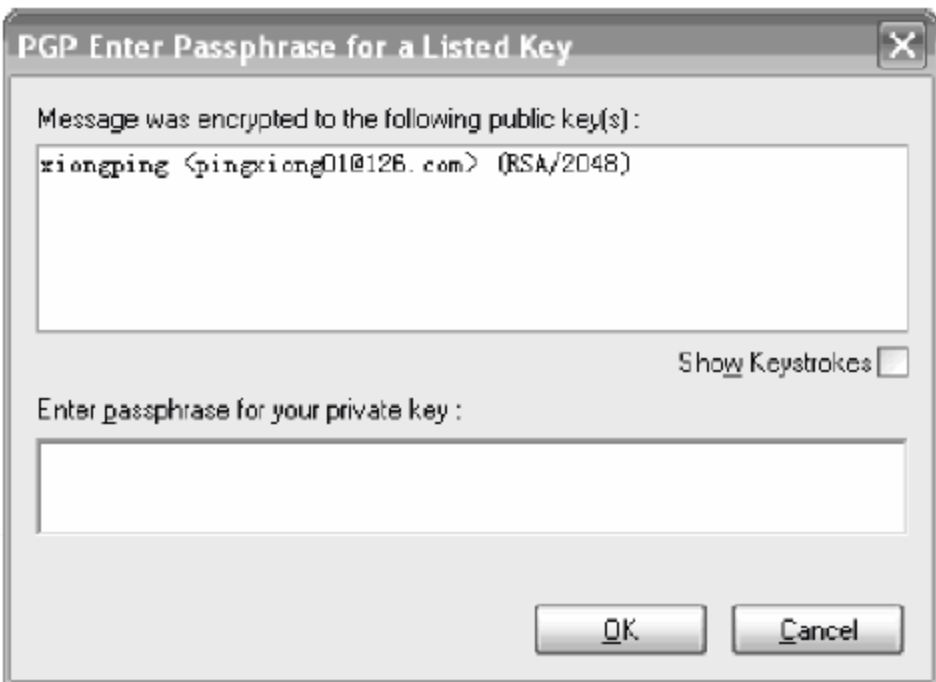 PGP Enter Passphrase for a Listed Key
Message was encrypted to the following public key(s) :
xiongping <pingxiong01@126.com> (RSA/2048)
Show Keystrokes
Enter passphrase for your private key :
OK Cancel